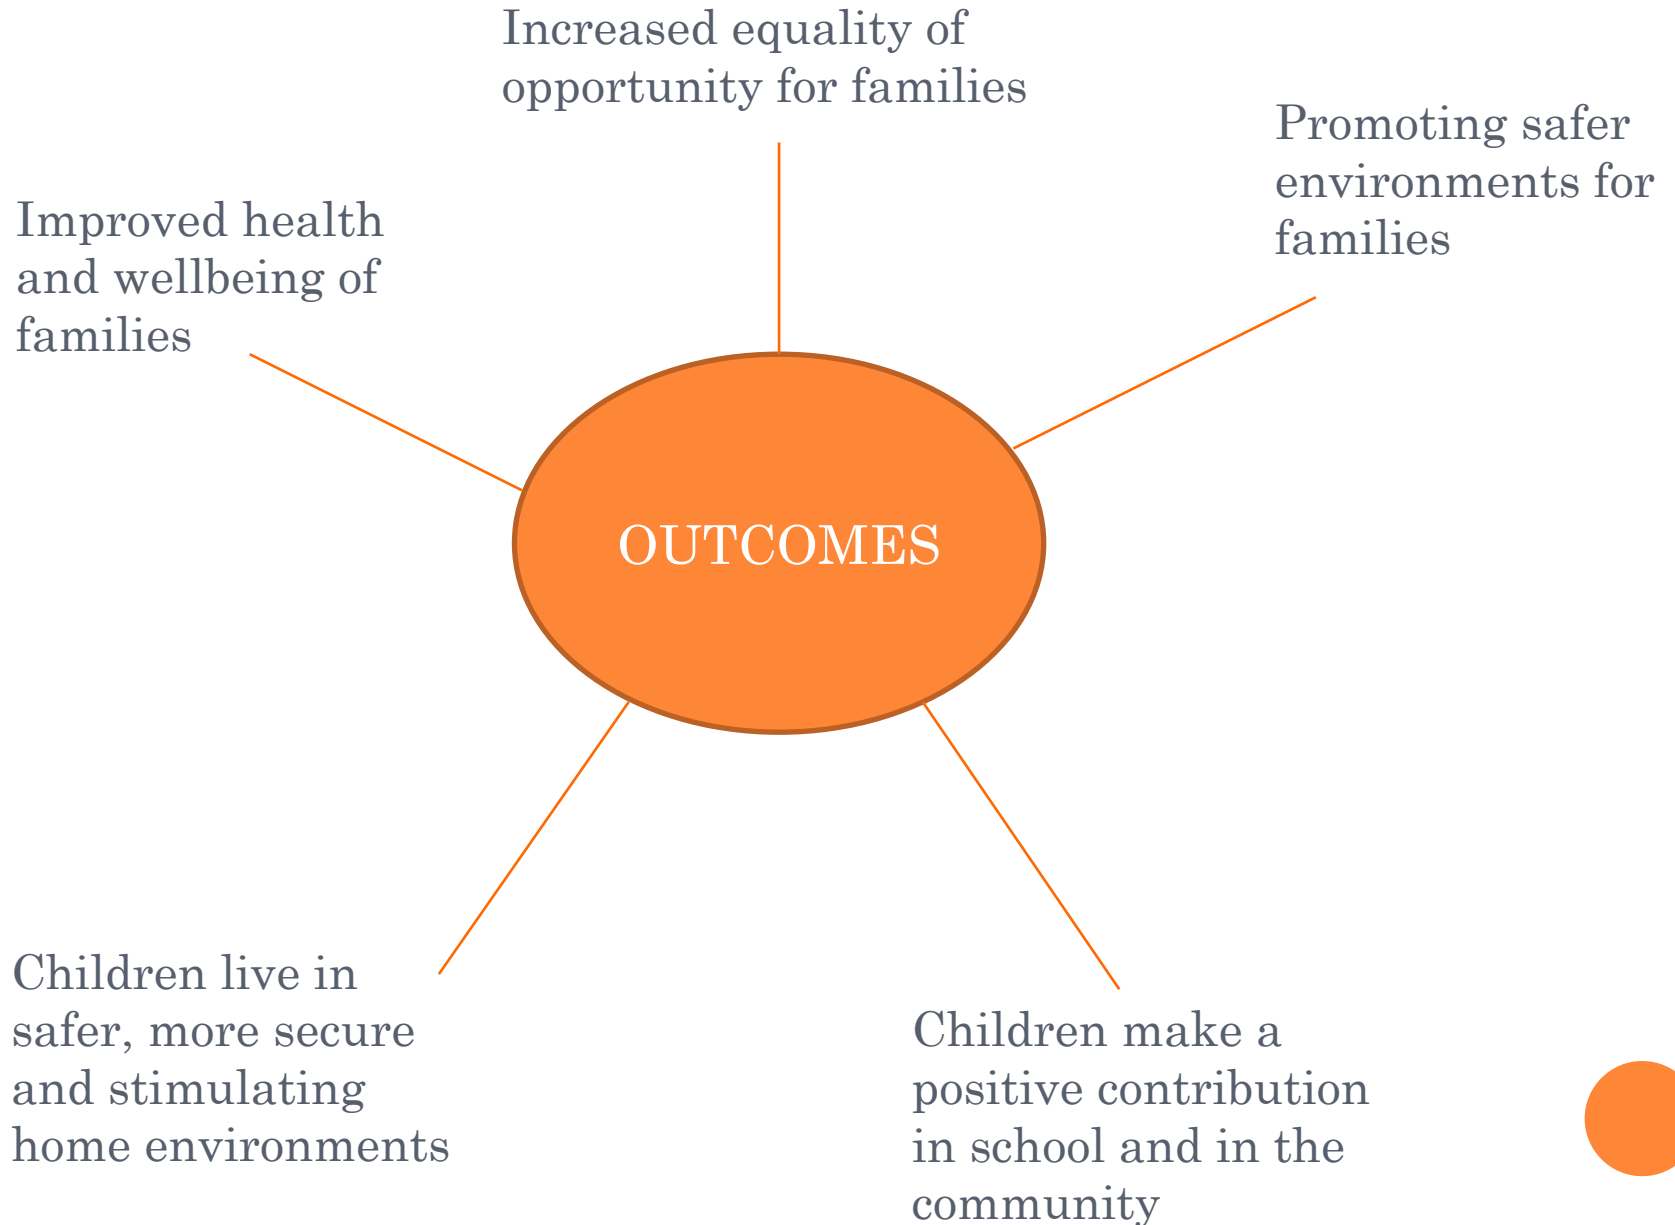 Increased equality of
opportunity for families
Promoting safer
environments for
families
Improved health
and wellbeing of
families
OUTCOMES
Children live in
safer, more secure
and stimulating
home environments
Children make a
positive contribution
in school and in the
community